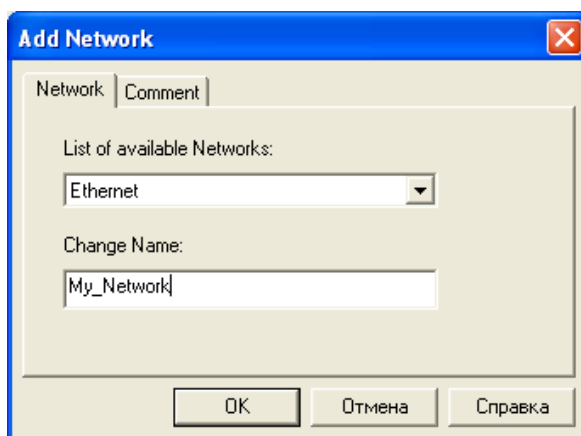 Add Network
Network Comment
List of available Networks:
Ethernet
Change Name:
My_Network
OK Отмена Справка